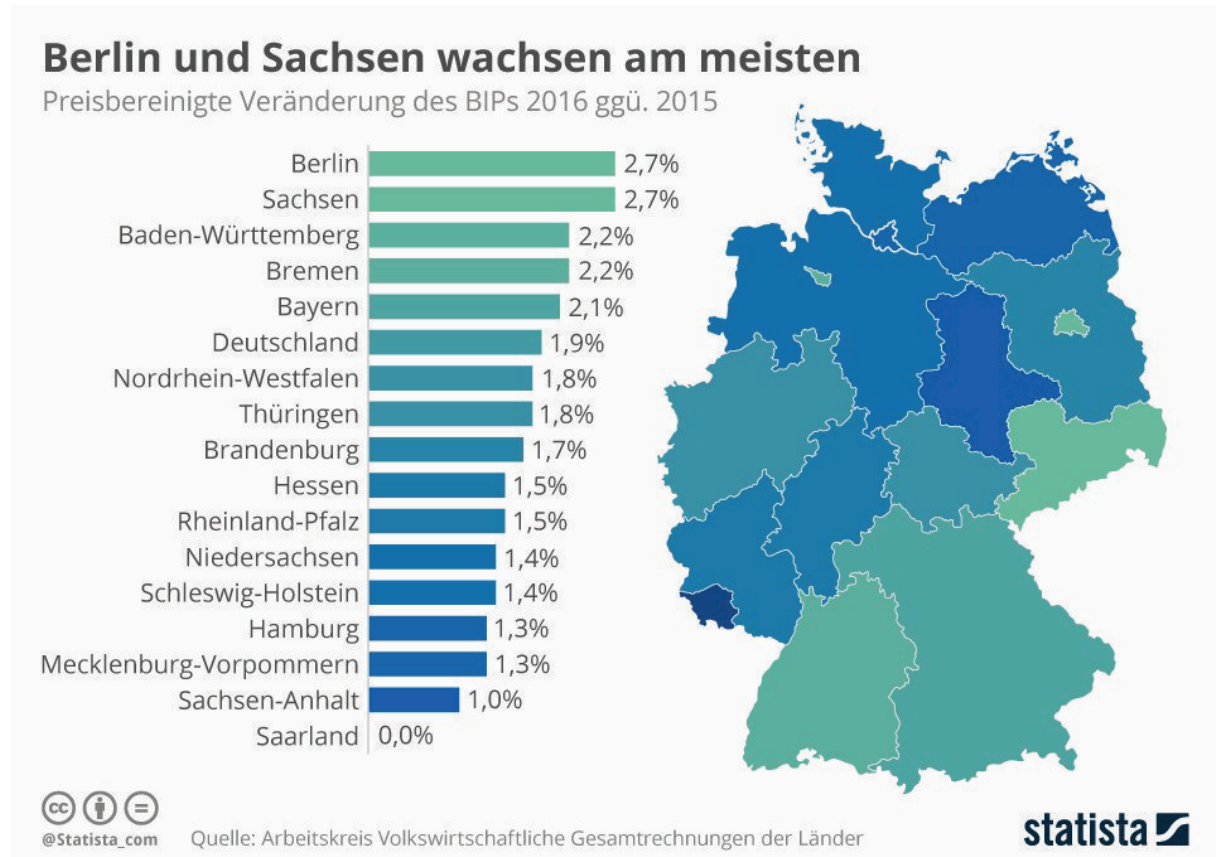 Berlin und Sachsen wachsen am meisten
Preisbereinigte Veränderung des BIPs 2016 ggü. 2015
Berlin 2,7%
Sachsen 2,7%
Baden-Württemberg 2,2%
Bremen 2,2%
Bayern 2,1%
Deutschland 1,9%
Nordrhein-Westfalen 1,8%
Thüringen 1,8%
Brandenburg 1,7%
Hessen 1,5%
Rheinland-Pfalz 1,5%
Niedersachsen 1,4%
Schleswig-Holstein 1,4%
Hamburg 1,3%
Mecklenburg-Vorpommern 1,3%
Sachsen-Anhalt 1,0%
Saarland 0,0%
cc
@Statista_com Quelle: Arbeitskreis Volkswirtschaftliche Gesamtrechnungen der Länder
statista